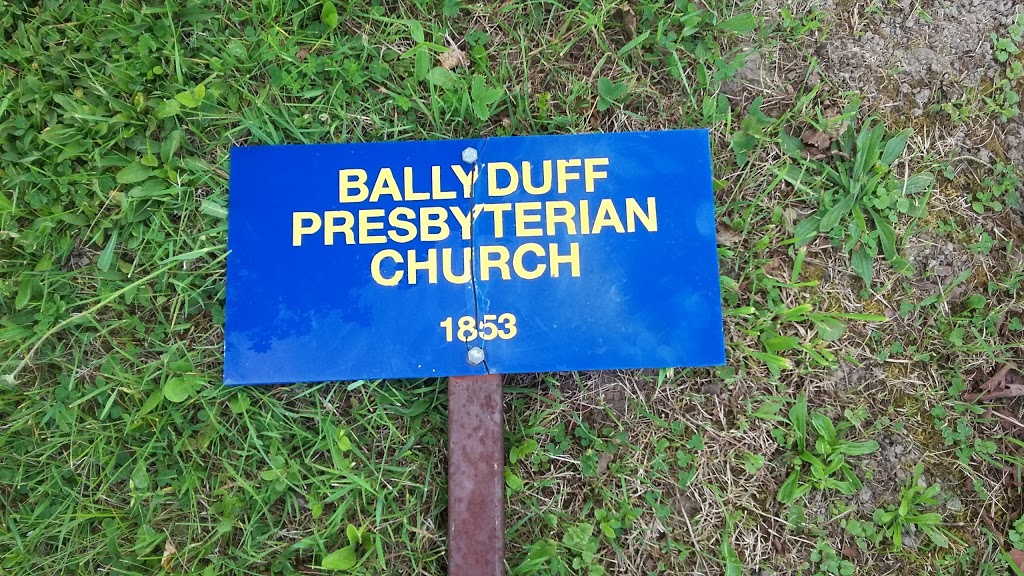 BALLYDUFF
PRESBYTERIAN
CHURCH
1853